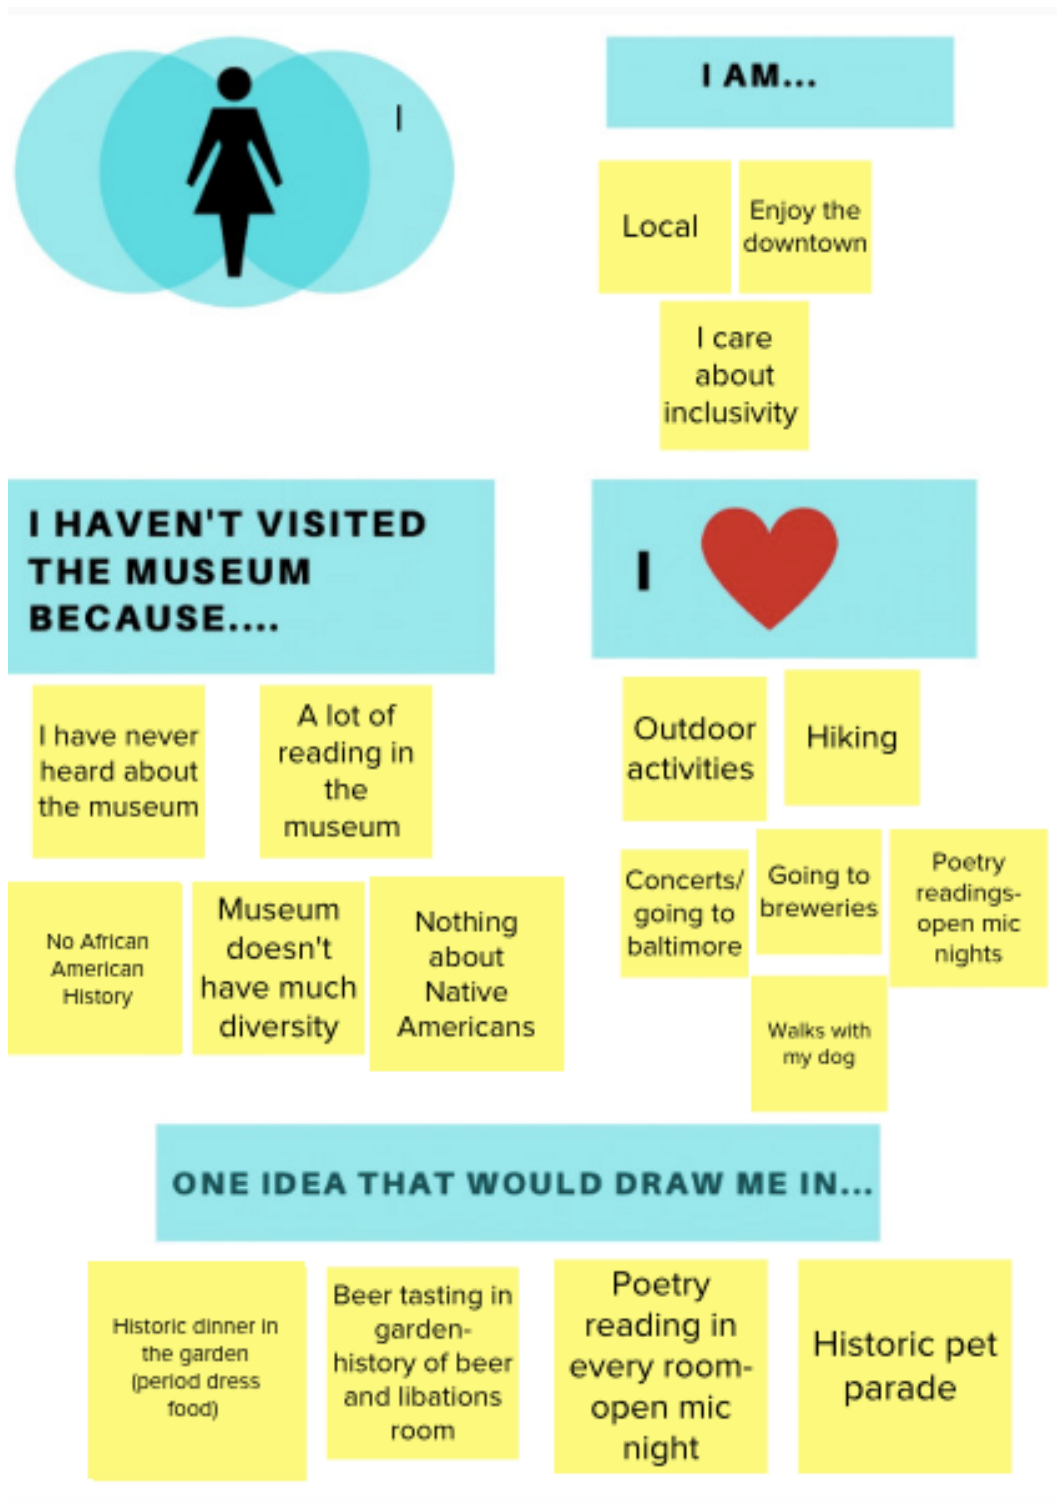 I
I AM...
Local
Enjoy the
downtown
I care
about
inclusivity
I HAVEN'T VISITED
THE MUSEUM
BECAUSE....
I have never
heard about
the museum
A lot of
reading in
the
museum
No African
American
History
Museum
doesn't
have much
diversity
Nothing
about
Native
Americans
I
Outdoor
activities
Hiking
Concerts/
going to
baltimore
Going to
breweries
Poetry
readings-
open mic
nights
Walks with
my dog
ONE IDEA THAT WOULD DRAW ME IN...
Historic dinner in
the garden
(period dress
food)
Beer tasting in
garden-
history of beer
and libations
room
Poetry
reading in
every room-
open mic
night
Historic pet
parade